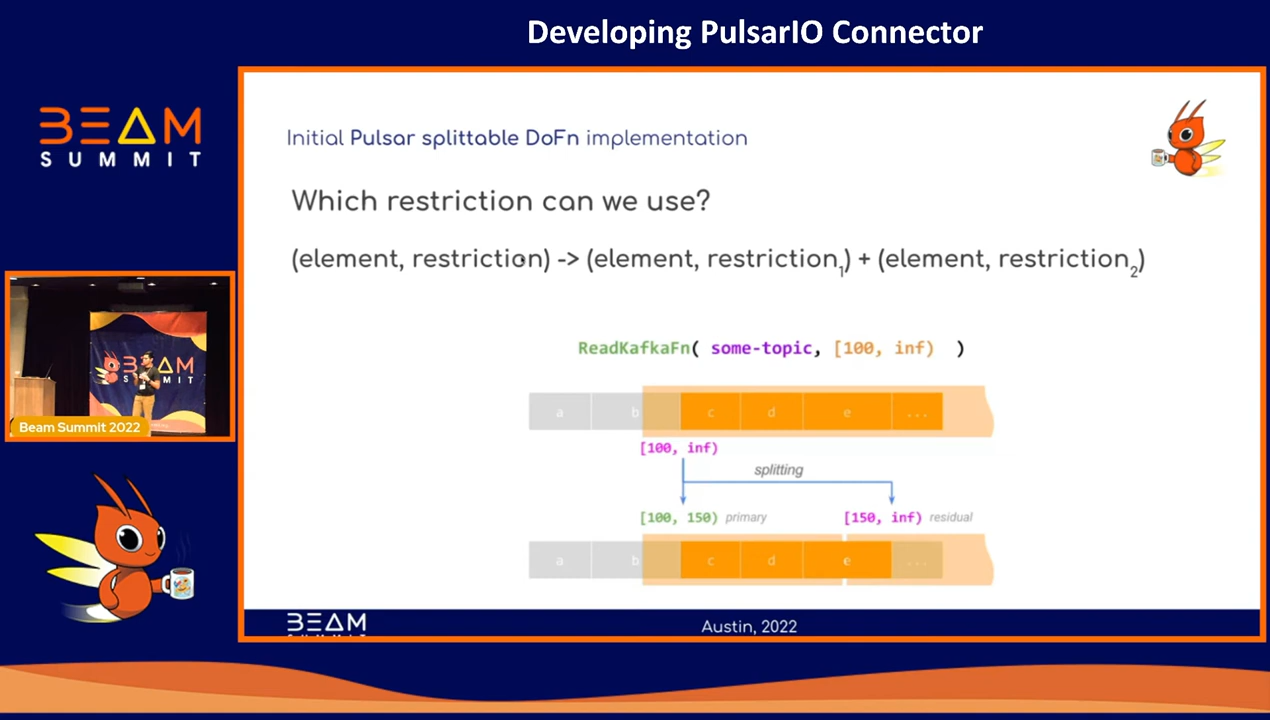 Developing PulsarIO Connector
BEAM
SUMMIT
Initial Pulsar splittable DoFn implementation
Which restriction can we use?
(element, restriction) -> (element, restriction1) + (element, restriction2)
ReadKafkaFn( some-topic, [100, inf) )
a b c d e ...
[100, inf)
splitting
[100, 150) primary [150, inf) residual
a b c d e ...
BEAM
Austin, 2022
BEAM
Beam Summit 2022